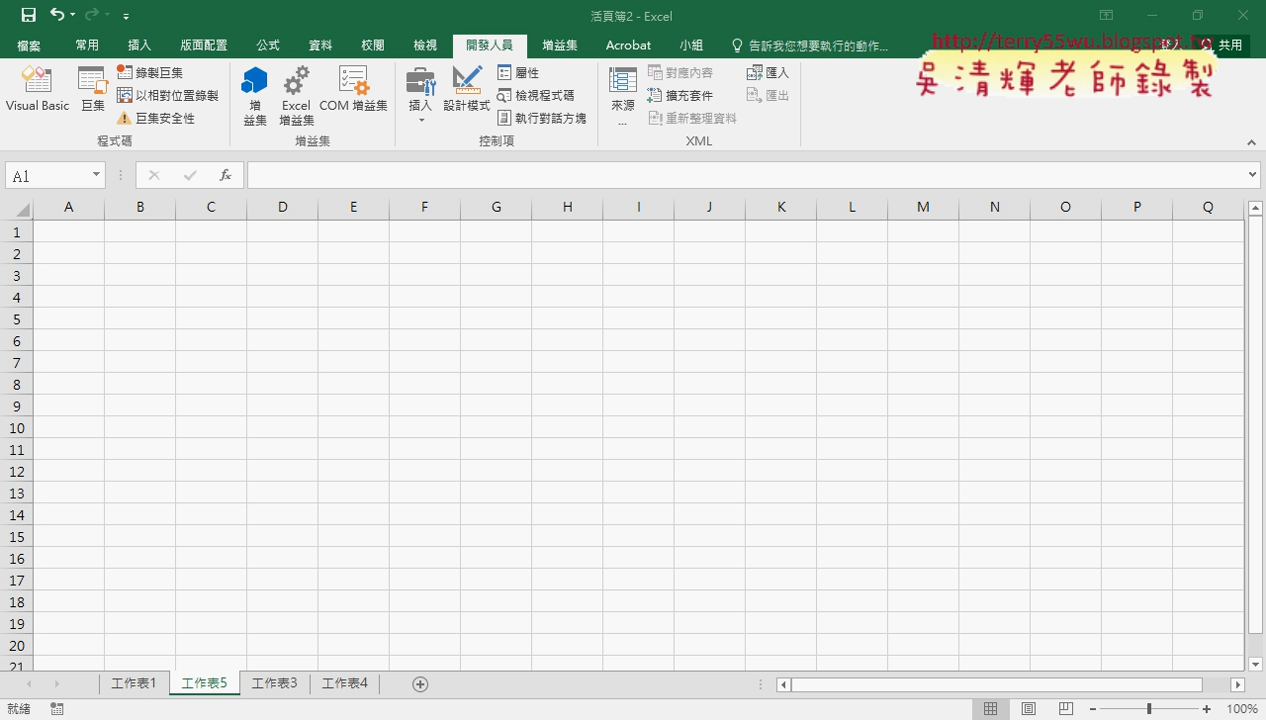 活頁簿2 - Excel
檔案 常用 插入 版面配置 公式 資料 校閱 檢視 開發人員 增益集 Acrobat 小組 告訴我您想要執行的動作... 共用
http://terry55wu.blogspot.
吳清輝老師錄製
Visual Basic
巨集
錄製巨集
以相對位置錄製
巨集安全性
程式碼
增益集
Excel 增益集
COM 增益集
增益集
插入
設計模式
屬性
檢視程式碼
執行對話方塊
控制項
來源...
對應內容
擴充套件
重新整理資料
匯入
匯出
XML
A1
fx
A B C D E F G H I J K L M N O P Q
1
2
3
4
5
6
7
8
9
10
11
12
13
14
15
16
17
18
19
20
21
工作表1 工作表5 工作表3 工作表4
就緒
100%